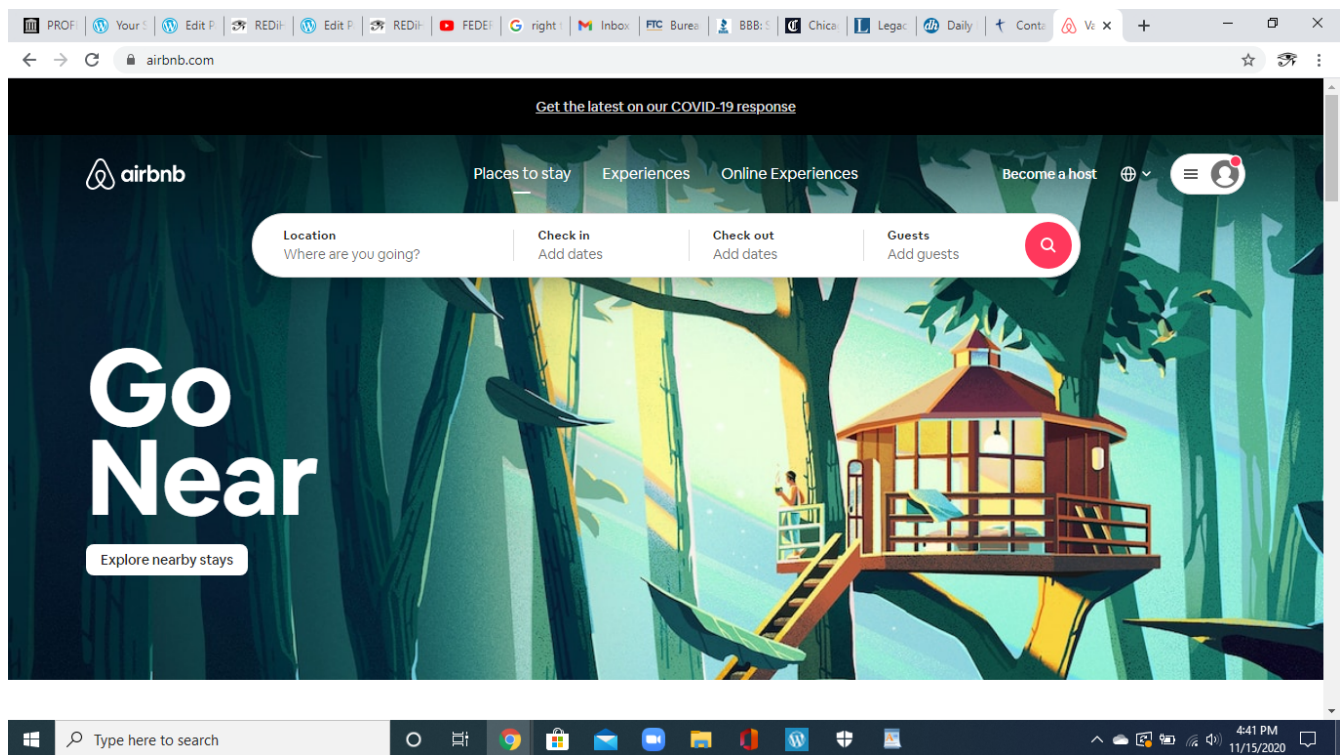 PROFI Your S Edit P REDiH Edit P REDiH FEDEF right Inbox FTC Burea BBB: S Chica Legac dh Daily Conta Va
airbnb.com
Get the latest on our COVID-19 response
airbnb Places to stay Experiences Online Experiences Become a host
Location Check in Check out Guests
Where are you going? Add dates Add dates Add guests
Go
Near
Explore nearby stays
Type here to search
4:41 PM
11/15/2020